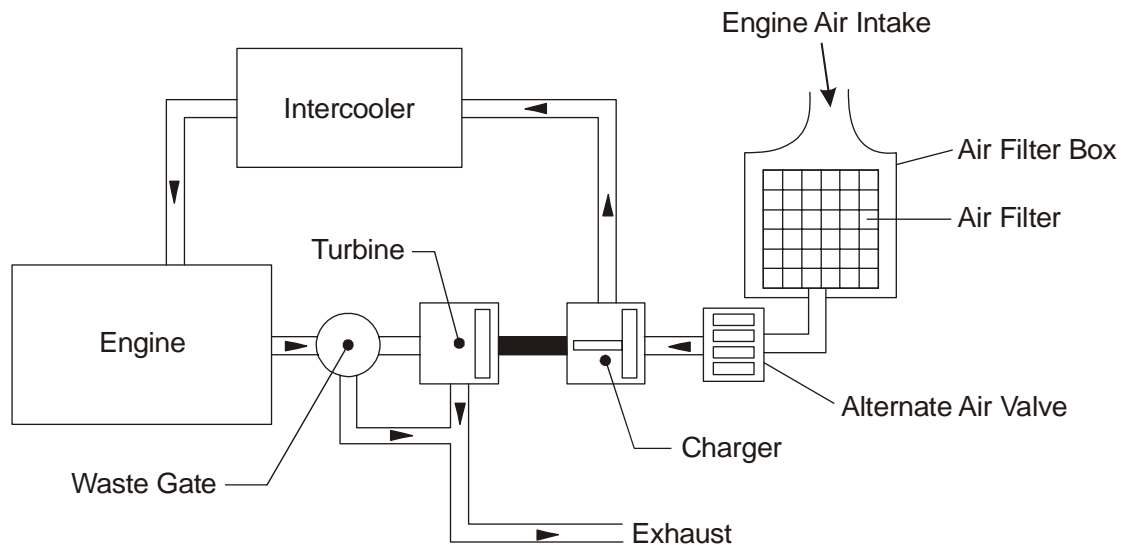 Engine Air Intake
Intercooler
Air Filter Box
Air Filter
Turbine
Engine
Alternate Air Valve
Charger
Waste Gate
Exhaust